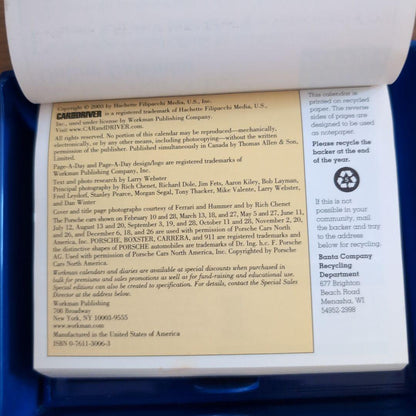 Copyright © 2005 by Hachette Filipacchi Media, U.S., Inc.
CAR and DRIVER is a registered trademark of Hachette Filipacchi Media, U.S.,
Inc., used under license by Workman Publishing Company.
Visit www.CARandDRIVER.com
All rights reserved. No portion of this calendar may be reproduced—mechanically,
electronically, or by any other means, including photocopying—without the written
permission of the publisher. Published simultaneously in Canada by Thomas Allen & Son,
Limited.
Page-A-Day and Page-A-Day design/logo are registered trademarks of
Workman Publishing Company, Inc.
Text and photo research by Larry Webster
Principal photography by Rich Chenet, Richard Dole, Jim Fets, Aaron Kiley, Bob Layman,
Fred Lynford, Stanley Pearer, Morgan Segal, Tony Thacker, Mike Valente, Larry Webster,
and Dan Winter
Cover and title page photographs courtesy of Ferrari and Hummer and by Rich Chenet
The Porsche cars shown on February 10 and 28, March 13, 18, and 27, May 5 and 27, June 11,
July 12, August 13 and 20, September 3, 19, and 28, October 11 and 28, November 2, 20,
and 26, and December 6, 18, and 26 are used with permission of Porsche Cars North
America, Inc. PORSCHE, BOXSTER, CARRERA, and 911 are registered trademarks and
the distinctive shapes of PORSCHE automobiles are trademarks of Dr. Ing. h.c. F. Porsche
AG. Used with permission of Porsche Cars North America, Inc. Copyrighted by Porsche
Cars North America.
Workman calendars and diaries are available at special discounts when purchased in
bulk for premiums and sales promotions as well as for fund-raising and educational use.
Special editions can also be created to specification. For details, contact the Special Sales
Director at the address below.
Workman Publishing
708 Broadway
New York, NY 10003-9555
www.workman.com
Manufactured in the United States of America
ISBN 0-7611-3096-3
This calendar is
printed on recycled
paper. The reverse
sides of pages are
designed to be used
as notepaper.
Please recycle the
backer at the end
of the year.
If this is not
possible in your
community, mail
the backer and tray
to the address
below for recycling.
Banta Company
Recycling
Department
677 Brighton
Beach Road
Menasha, WI
54952-2998